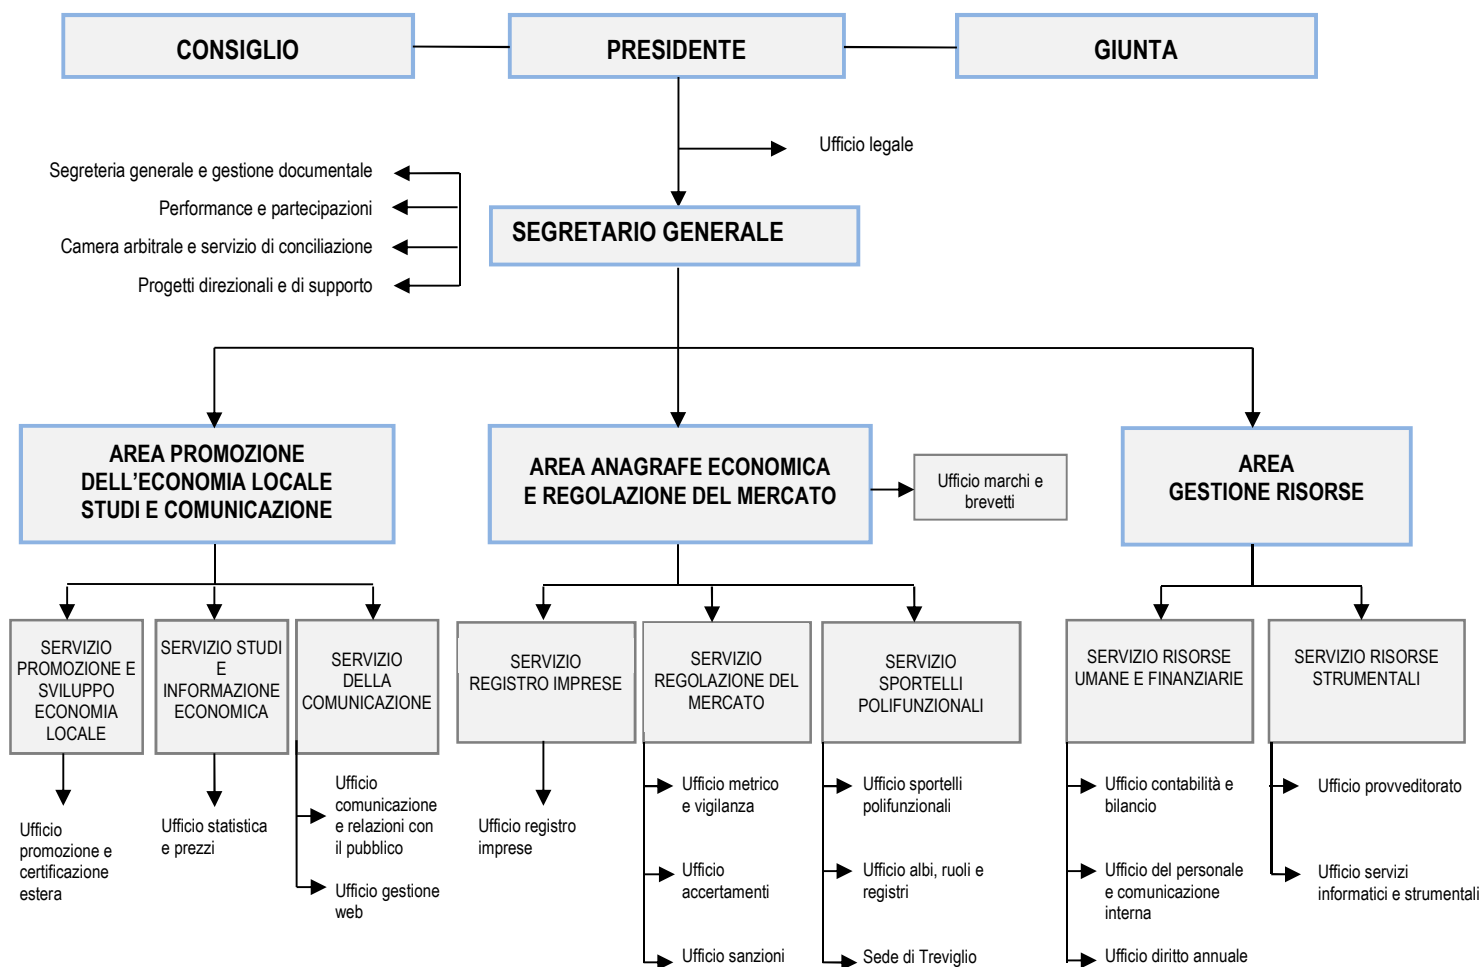 CONSIGLIO
PRESIDENTE
GIUNTA
Ufficio legale
Segreteria generale e gestione documentale
Performance e partecipazioni
Camera arbitrale e servizio di conciliazione
Progetti direzionali e di supporto
SEGRETARIO GENERALE
AREA PROMOZIONE
DELL’ECONOMIA LOCALE
STUDI E COMUNICAZIONE
AREA ANAGRAFE ECONOMICA
E REGOLAZIONE DEL MERCATO
Ufficio marchi e
brevetti
AREA
GESTIONE RISORSE
SERVIZIO
PROMOZIONE E
SVILUPPO
ECONOMIA
LOCALE
SERVIZIO STUDI
E
INFORMAZIONE
ECONOMICA
SERVIZIO
DELLA
COMUNICAZIONE
SERVIZIO
REGISTRO IMPRESE
SERVIZIO
REGOLAZIONE DEL
MERCATO
SERVIZIO
SPORTELLI
POLIFUNZIONALI
SERVIZIO RISORSE
UMANE E FINANZIARIE
SERVIZIO RISORSE
STRUMENTALI
Ufficio
promozione e
certificazione
estera
Ufficio statistica
e prezzi
Ufficio
comunicazione
e relazioni con
il pubblico
Ufficio gestione
web
Ufficio registro
imprese
Ufficio metrico
e vigilanza
Ufficio
accertamenti
Ufficio sanzioni
Ufficio sportelli
polifunzionali
Ufficio albi, ruoli e
registri
Sede di Treviglio
Ufficio contabilità e
bilancio
Ufficio del personale
e comunicazione
interna
Ufficio diritto annuale
Ufficio provveditorato
Ufficio servizi
informatici e strumentali